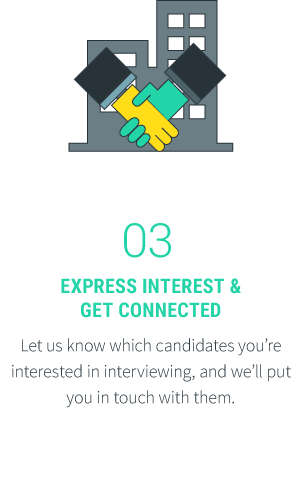 03
EXPRESS INTEREST &
GET CONNECTED
Let us know which candidates you’re
interested in interviewing, and we’ll put
you in touch with them.